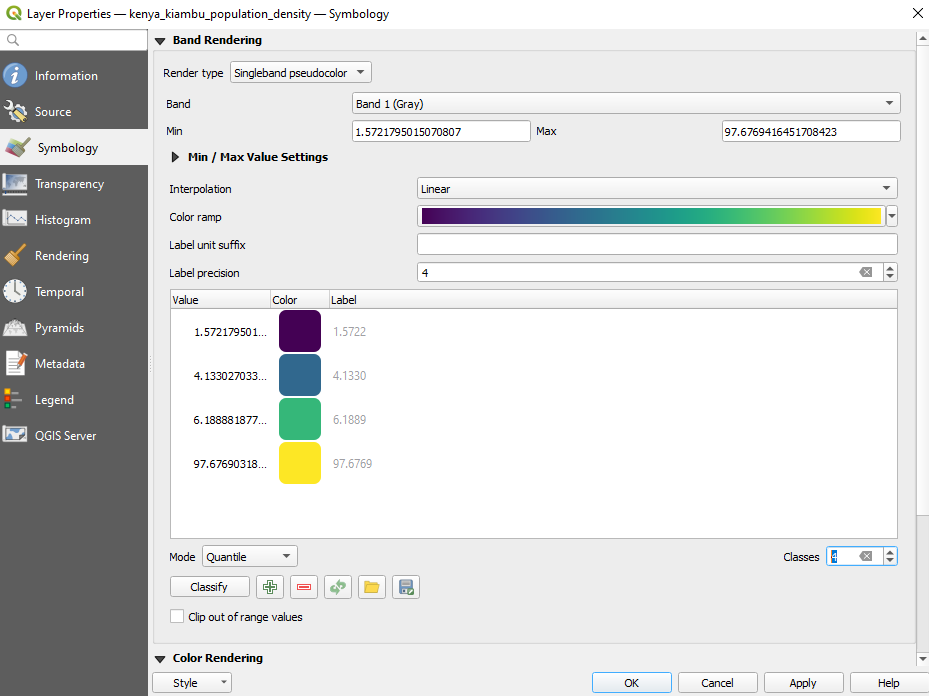 Layer Properties — kenya_kiambu_population_density — Symbology
Information
Source
Symbology
Transparency
Histogram
Rendering
Temporal
Pyramids
Metadata
Legend
QGIS Server
Band Rendering
Render type Singleband pseudocolor
Band Band 1 (Gray)
Min 1.5721795015070807 Max 97.6769416451708423
Min / Max Value Settings
Interpolation Linear
Color ramp
Label unit suffix
Label precision 4
Value Color Label
1.572179501... 1.5722
4.133027033... 4.1330
6.188881877... 6.1889
97.67690318... 97.6769
Mode Quantile Classes 4
Classify
Clip out of range values
Color Rendering
Style OK Cancel Apply Help